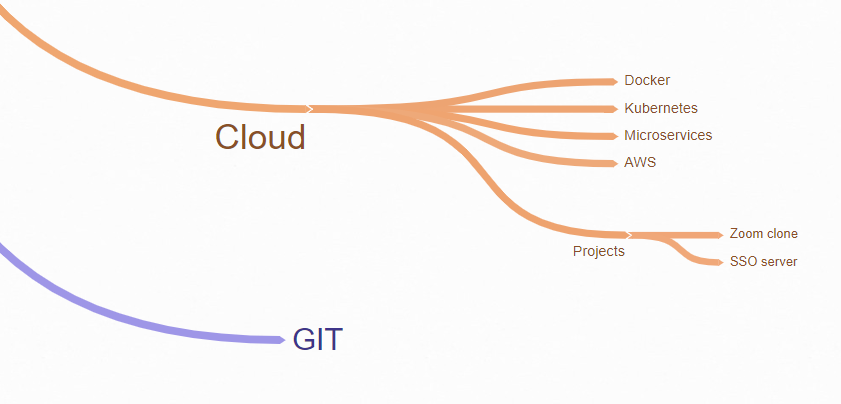 Docker
Kubernetes
Cloud
Microservices
AWS
Projects
Zoom clone
SSO server
GIT